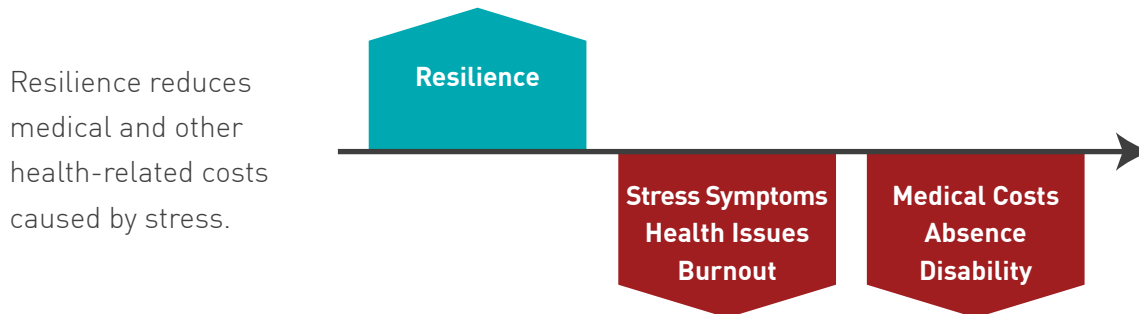 Resilience reduces
medical and other
health-related costs
caused by stress.
Resilience
Stress Symptoms
Health Issues
Burnout
Medical Costs
Absence
Disability